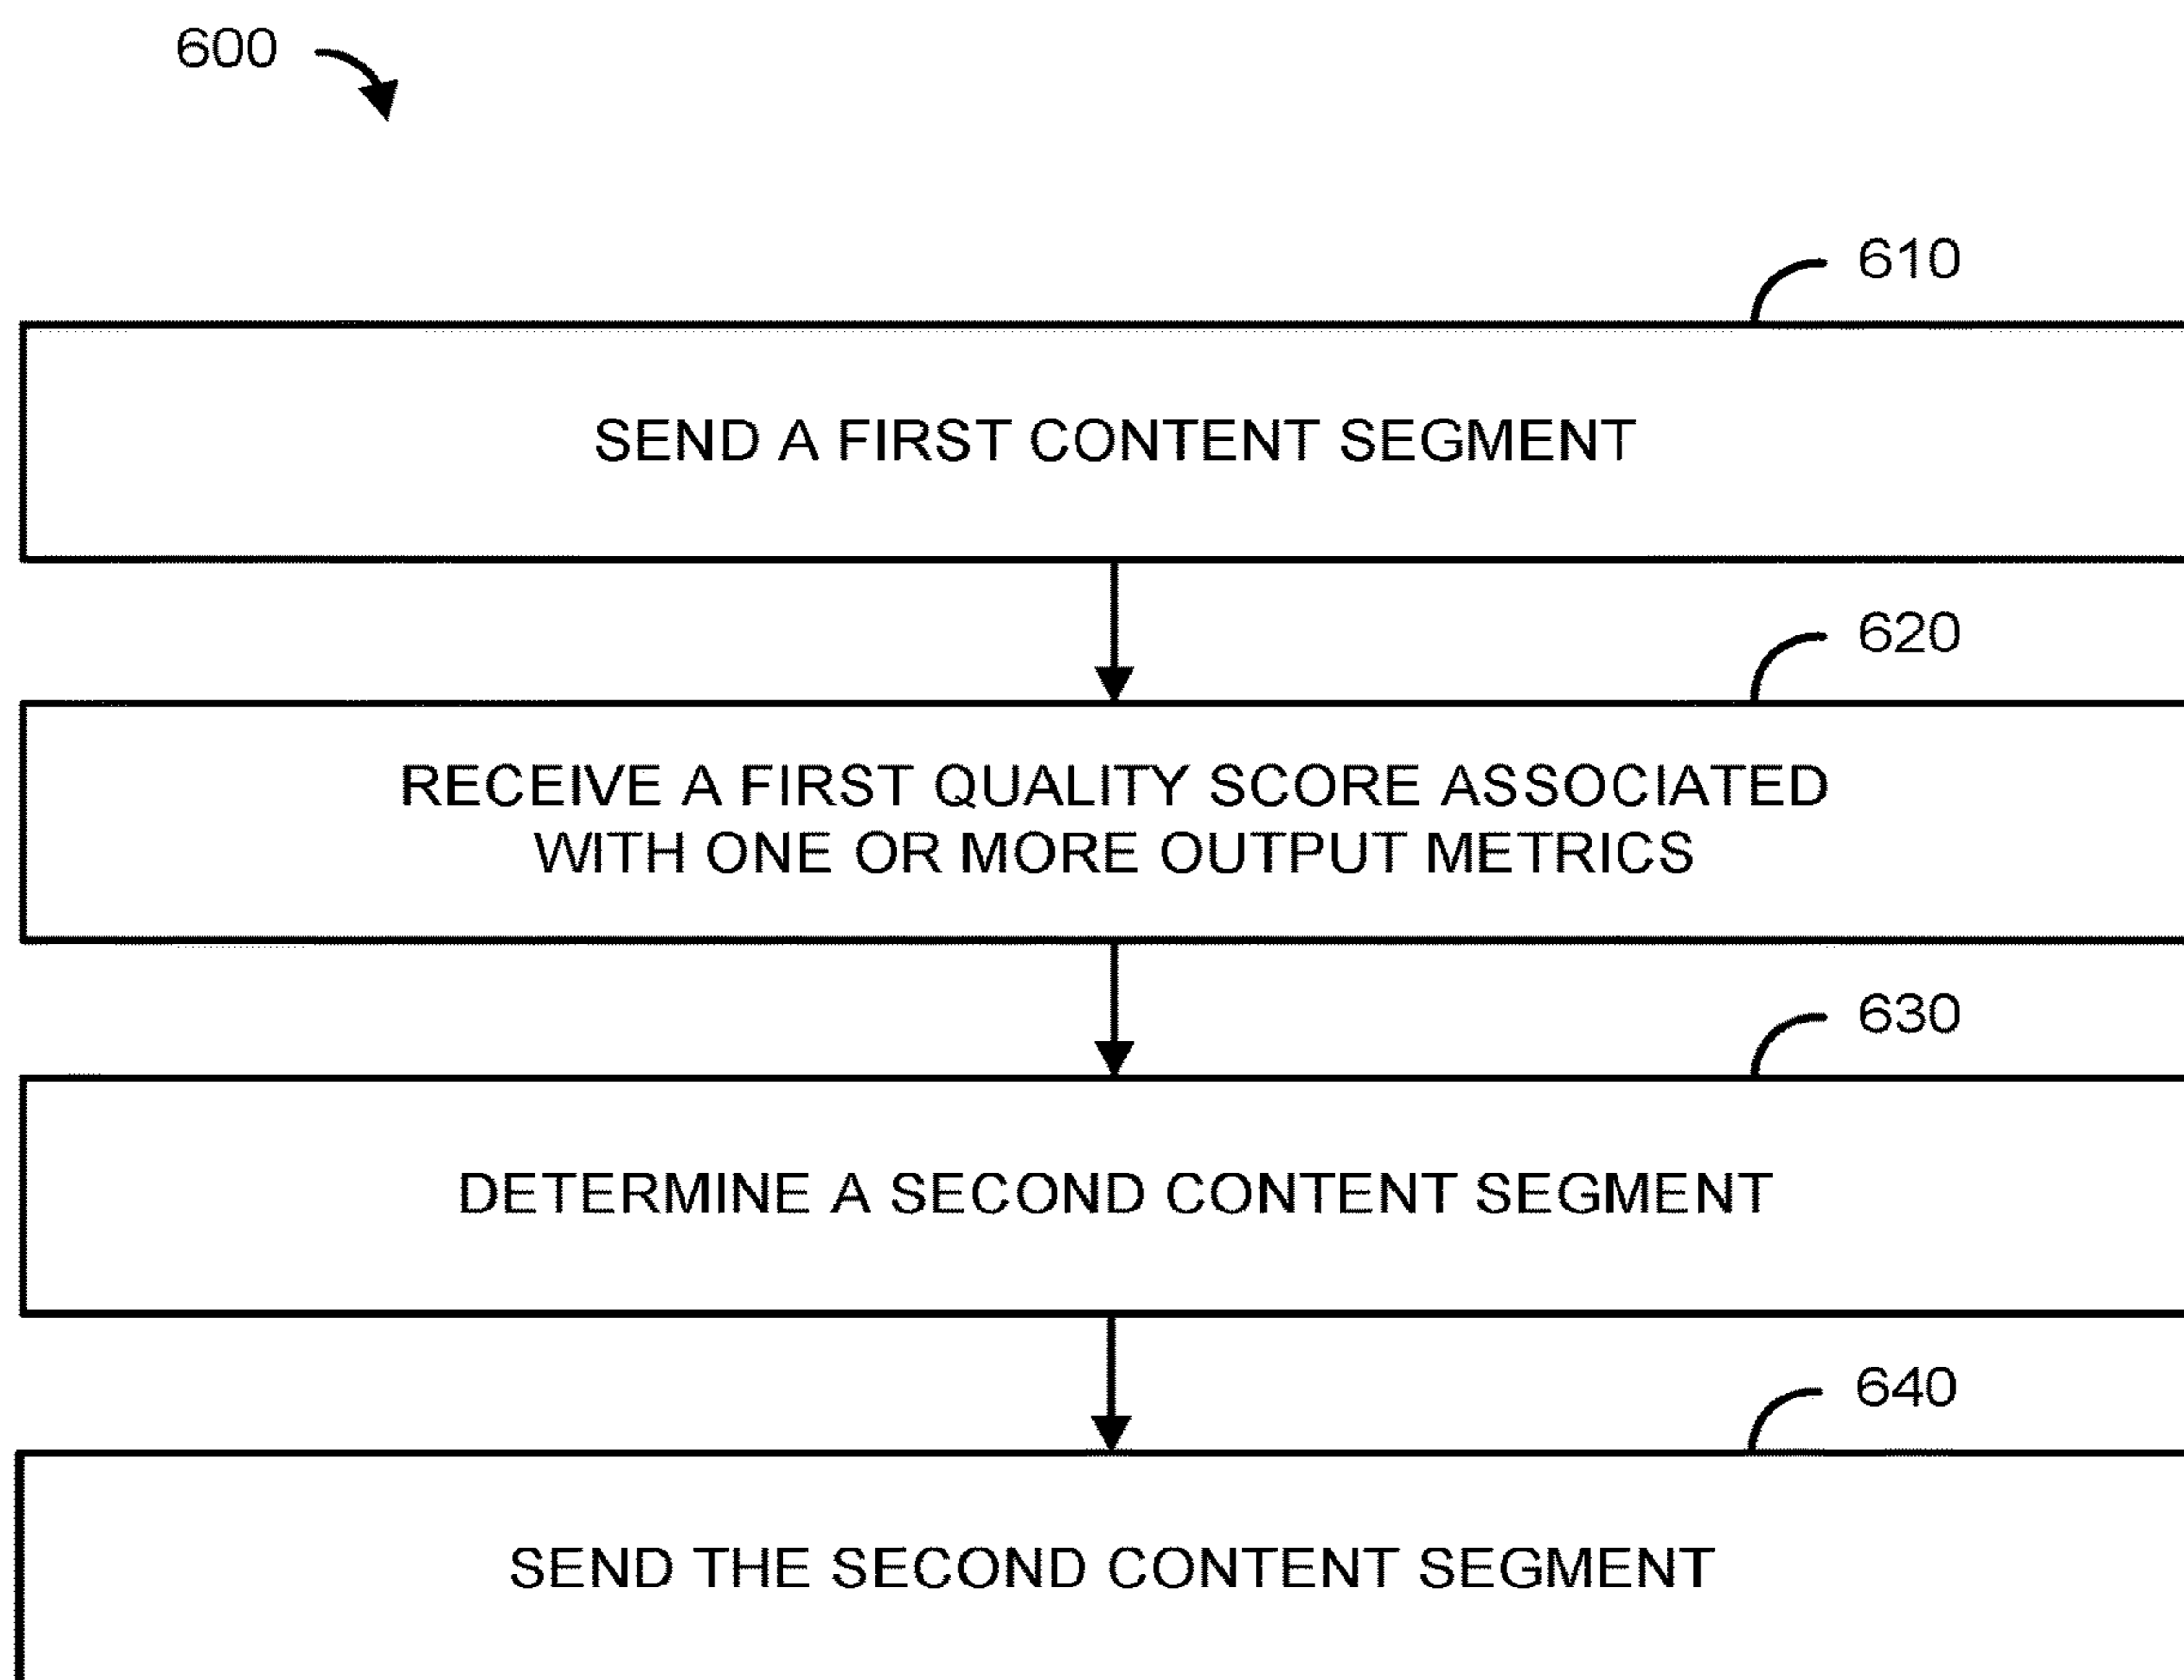 600
610
SEND A FIRST CONTENT SEGMENT
620
RECEIVE A FIRST QUALITY SCORE ASSOCIATED
WITH ONE OR MORE OUTPUT METRICS
630
DETERMINE A SECOND CONTENT SEGMENT
640
SEND THE SECOND CONTENT SEGMENT